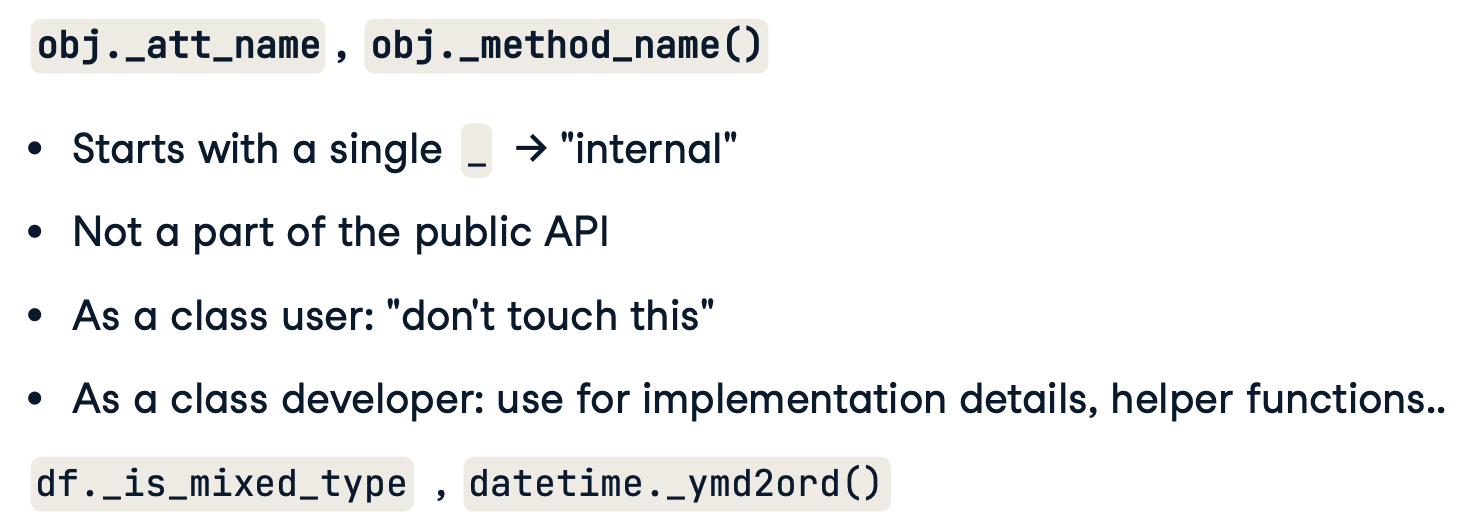 obj._att_name , obj._method_name()
• Starts with a single _ → "internal"
• Not a part of the public API
• As a class user: "don't touch this"
• As a class developer: use for implementation details, helper functions..
df._is_mixed_type , datetime._ymd2ord()